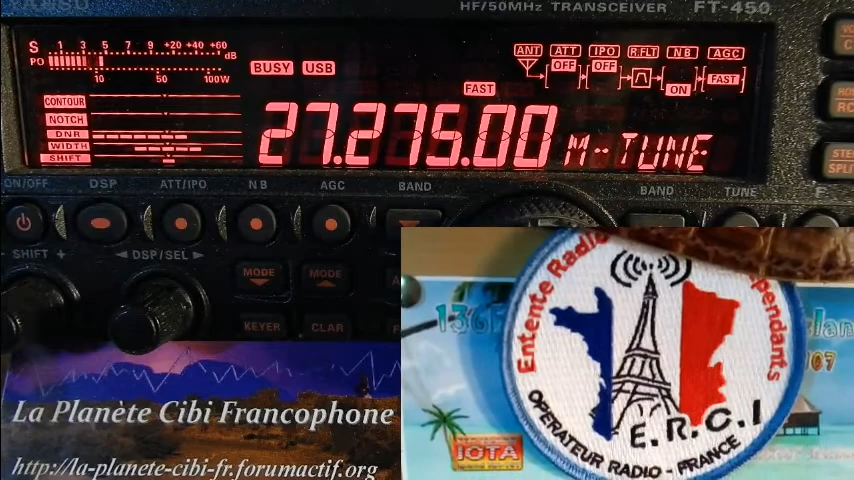 YAESU
HF/50MHz TRANSCEIVER FT-450
S 1 3 5 7 9 +20 +40 +60 dB
PO 10 50 100W
BUSY USB
FAST
ANT ATT IPO R.FLT NB AGC
OFF OFF ON FAST
CONTOUR
NOTCH
DNR
WIDTH
SHIFT
27.275.00 M-TUNE
ON/OFF DSP ATT/IPO NB AGC BAND BAND TUNE
- SHIFT + ◄ DSP/SEL ►
MODE MODE
KEYER CLAR
STEP
SPLIT
La Planète Cibi Francophone
http://la-planete-cibi-fr.forumactif.org
Entente Radio
E.R.C.I
OPERATEUR RADIO - FRANCE
IOTA